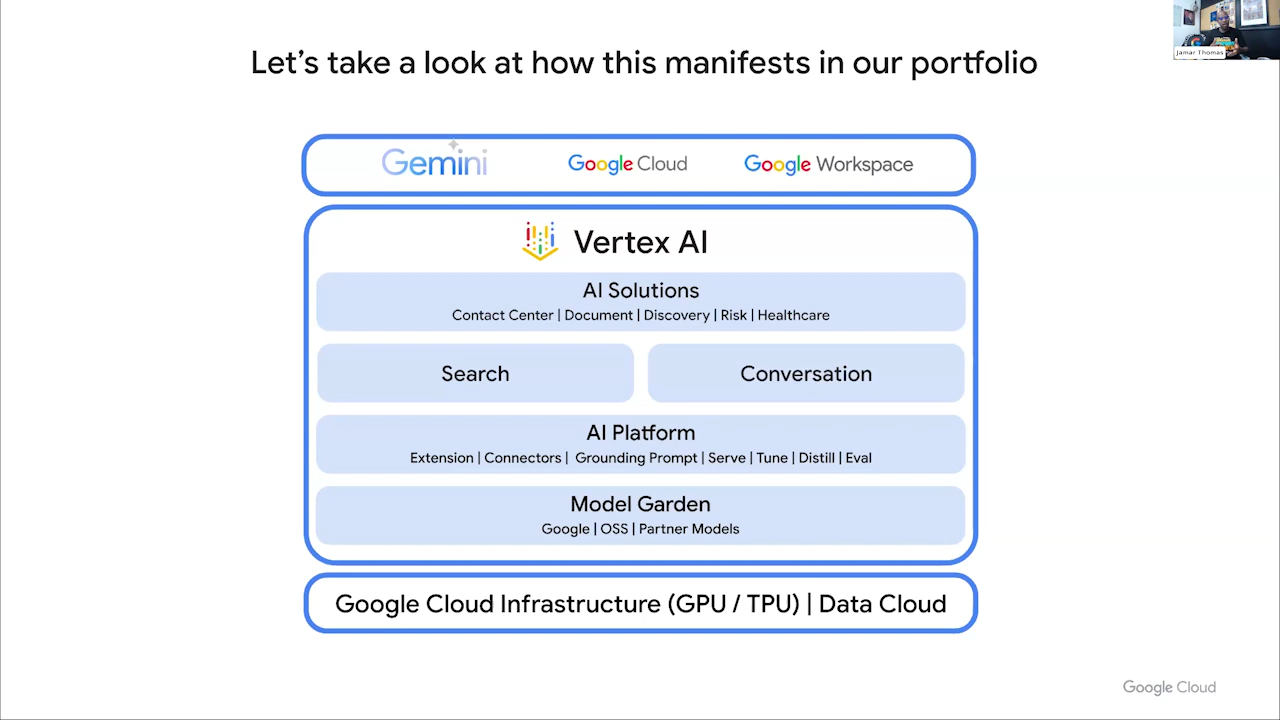 Let's take a look at how this manifests in our portfolio
Jamar Thomas
Gemini
Google Cloud
Google Workspace
Vertex AI
AI Solutions
Contact Center | Document | Discovery | Risk | Healthcare
Search
Conversation
AI Platform
Extension | Connectors | Grounding Prompt | Serve | Tune | Distill | Eval
Model Garden
Google | OSS | Partner Models
Google Cloud Infrastructure (GPU / TPU) | Data Cloud
Google Cloud